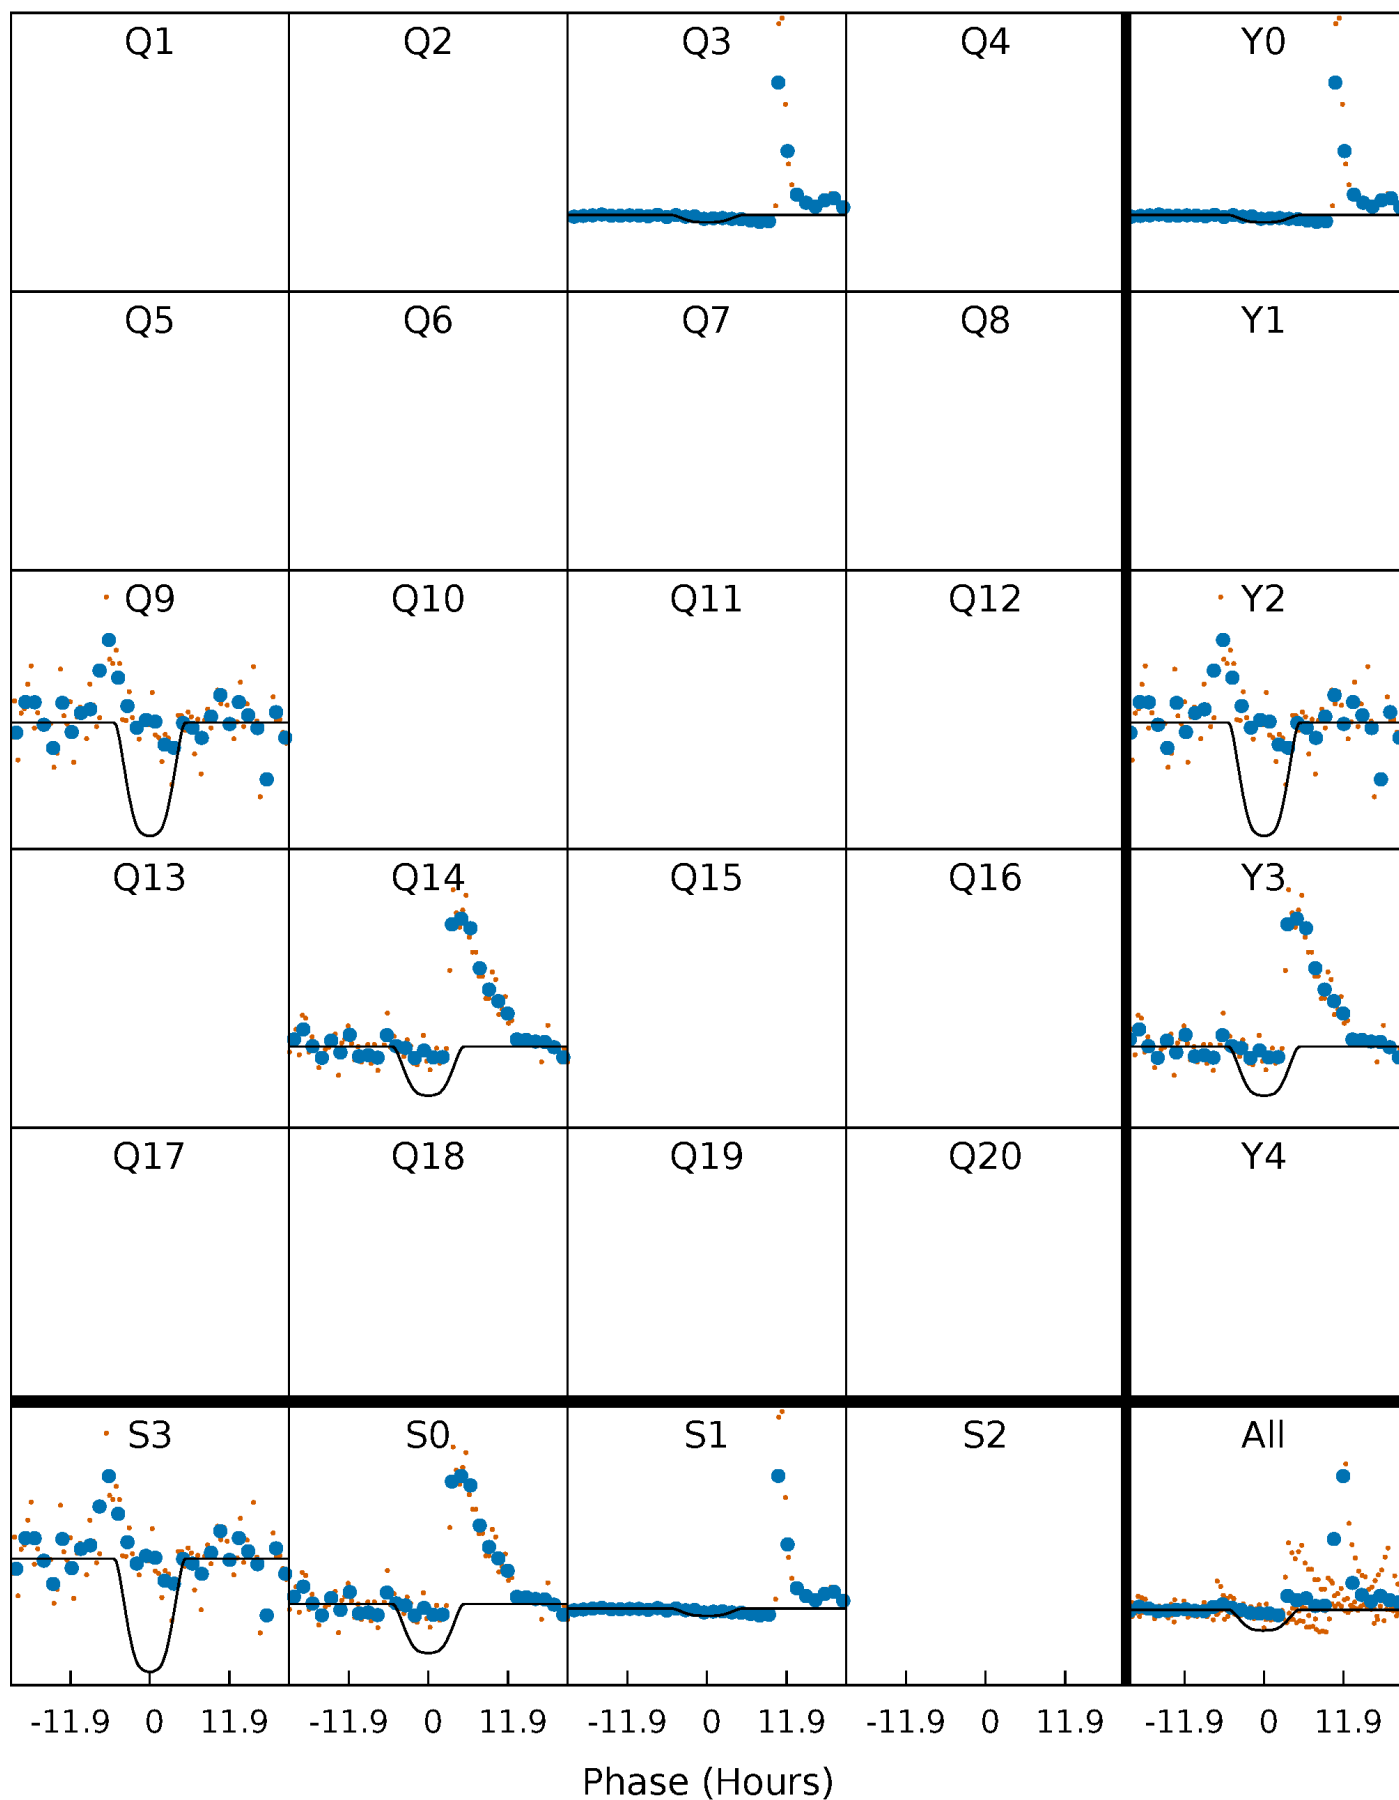 Q1 Q2 Q3 Q4 Y0
Q5 Q6 Q7 Q8 Y1
Q9 Q10 Q11 Q12 Y2
Q13 Q14 Q15 Q16 Y3
Q17 Q18 Q19 Q20 Y4
S3 S0 S1 S2 All
-11.9 0 11.9 -11.9 0 11.9 -11.9 0 11.9 -11.9 0 11.9 -11.9 0 11.9
Phase (Hours)